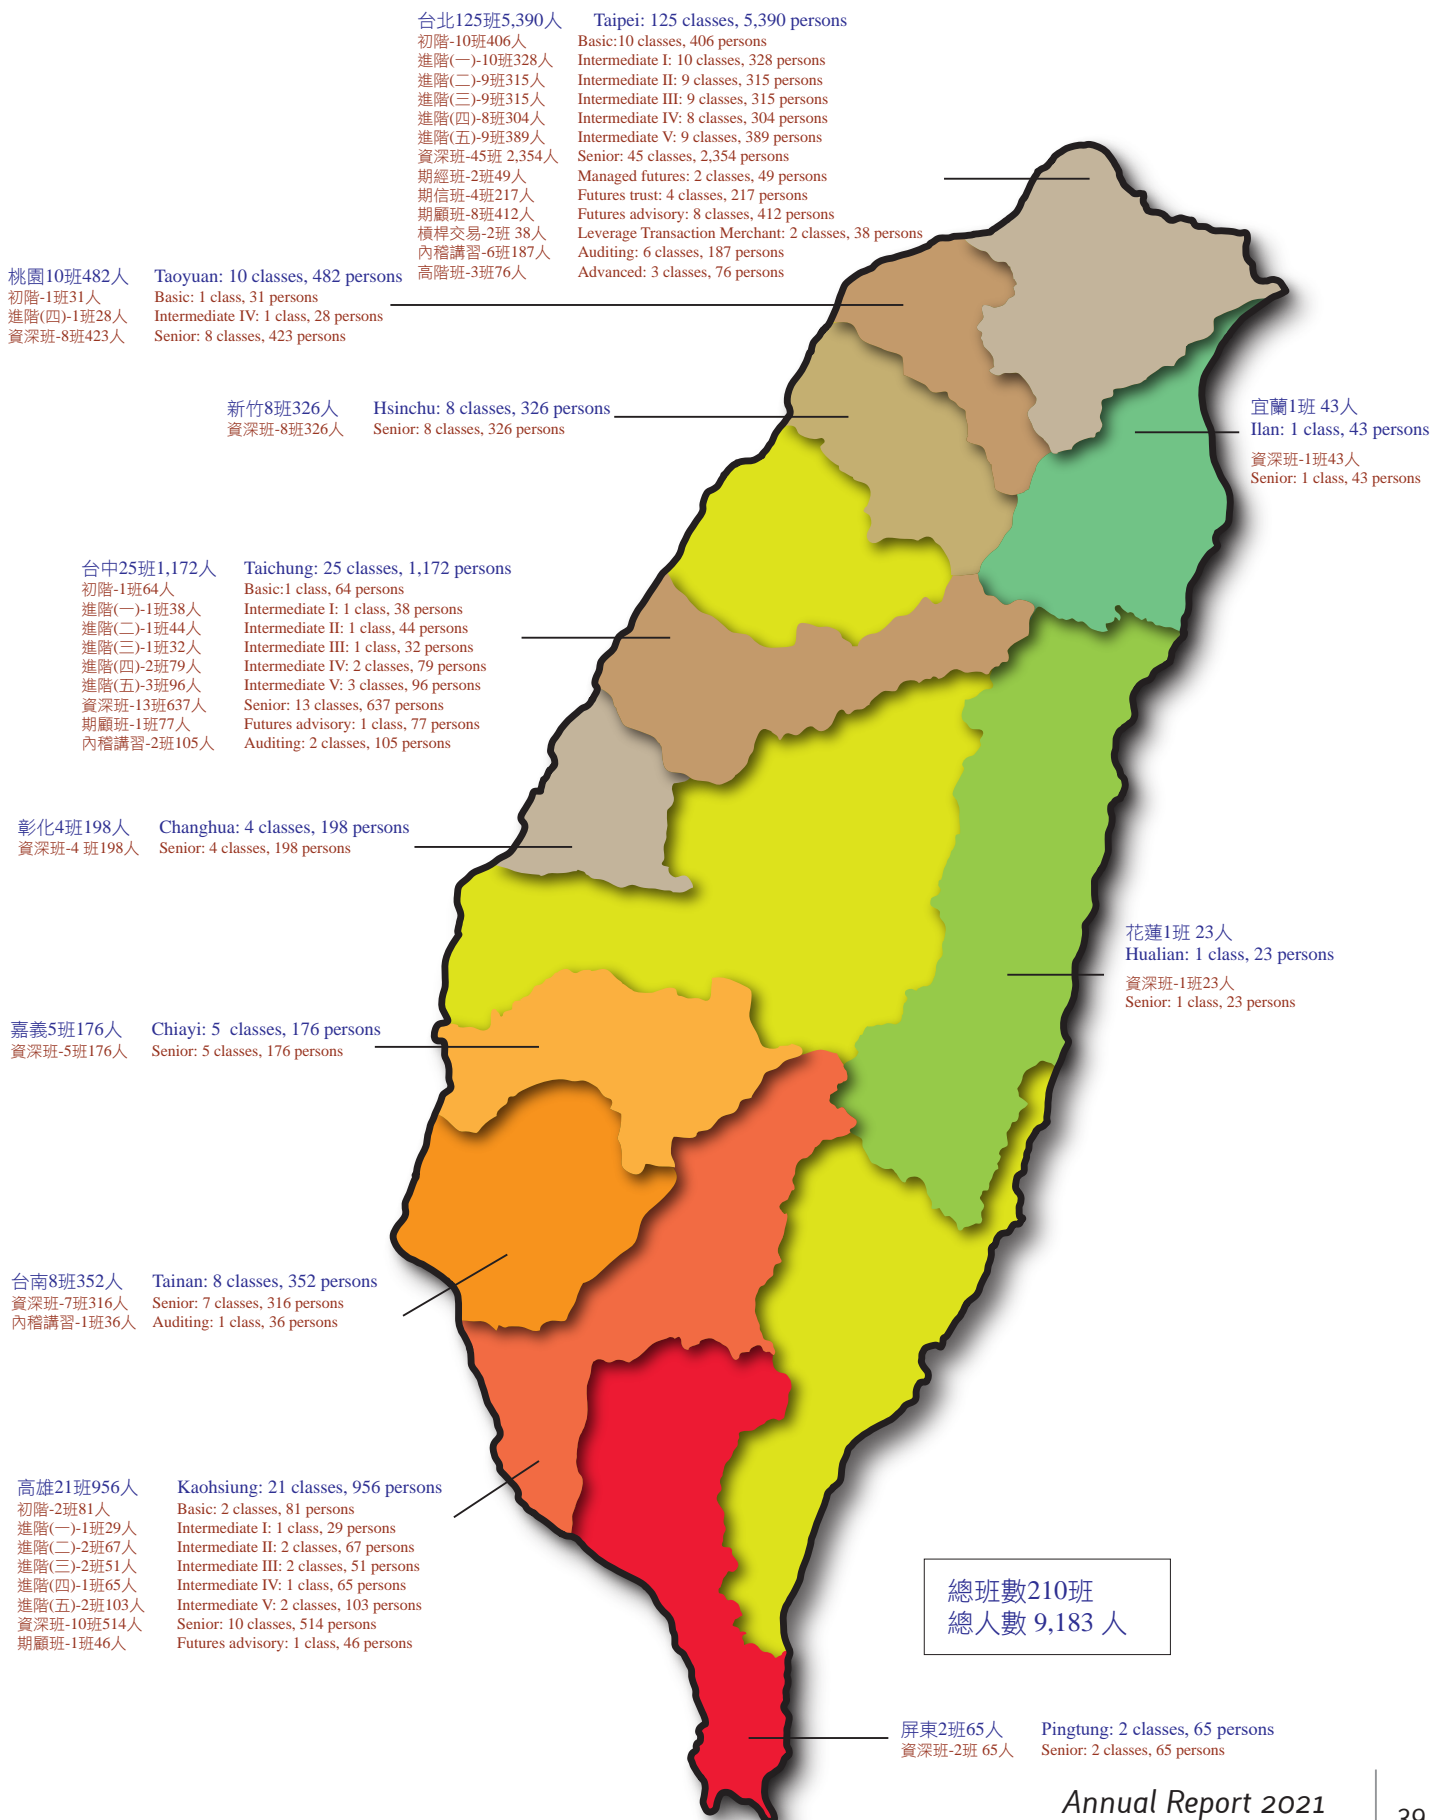 台北125班5,390人 Taipei: 125 classes, 5,390 persons
初階-10班406人 Basic:10 classes, 406 persons
進階(一)-10班328人 Intermediate I: 10 classes, 328 persons
進階(二)-9班315人 Intermediate II: 9 classes, 315 persons
進階(三)-9班315人 Intermediate III: 9 classes, 315 persons
進階(四)-8班304人 Intermediate IV: 8 classes, 304 persons
進階(五)-9班389人 Intermediate V: 9 classes, 389 persons
資深班-45班 2,354人 Senior: 45 classes, 2,354 persons
期經班-2班49人 Managed futures: 2 classes, 49 persons
期信班-4班217人 Futures trust: 4 classes, 217 persons
期顧班-8班412人 Futures advisory: 8 classes, 412 persons
槓桿交易-2班 38人 Leverage Transaction Merchant: 2 classes, 38 persons
內稽講習-6班187人 Auditing: 6 classes, 187 persons
高階班-3班76人 Advanced: 3 classes, 76 persons
桃園10班482人 Taoyuan: 10 classes, 482 persons
初階-1班31人 Basic: 1 class, 31 persons
進階(四)-1班28人 Intermediate IV: 1 class, 28 persons
資深班-8班423人 Senior: 8 classes, 423 persons
新竹8班326人 Hsinchu: 8 classes, 326 persons
資深班-8班326人 Senior: 8 classes, 326 persons
宜蘭1班 43人
Ilan: 1 class, 43 persons
資深班-1班43人
Senior: 1 class, 43 persons
台中25班1,172人 Taichung: 25 classes, 1,172 persons
初階-1班64人 Basic:1 class, 64 persons
進階(一)-1班38人 Intermediate I: 1 class, 38 persons
進階(二)-1班44人 Intermediate II: 1 class, 44 persons
進階(三)-1班32人 Intermediate III: 1 class, 32 persons
進階(四)-2班79人 Intermediate IV: 2 classes, 79 persons
進階(五)-3班96人 Intermediate V: 3 classes, 96 persons
資深班-13班637人 Senior: 13 classes, 637 persons
期顧班-1班77人 Futures advisory: 1 class, 77 persons
內稽講習-2班105人 Auditing: 2 classes, 105 persons
彰化4班198人 Changhua: 4 classes, 198 persons
資深班-4 班198人 Senior: 4 classes, 198 persons
花蓮1班 23人
Hualian: 1 class, 23 persons
資深班-1班23人
Senior: 1 class, 23 persons
嘉義5班176人 Chiayi: 5 classes, 176 persons
資深班-5班176人 Senior: 5 classes, 176 persons
台南8班352人 Tainan: 8 classes, 352 persons
資深班-7班316人 Senior: 7 classes, 316 persons
內稽講習-1班36人 Auditing: 1 class, 36 persons
高雄21班956人 Kaohsiung: 21 classes, 956 persons
初階-2班81人 Basic: 2 classes, 81 persons
進階(一)-1班29人 Intermediate I: 1 class, 29 persons
進階(二)-2班67人 Intermediate II: 2 classes, 67 persons
進階(三)-2班51人 Intermediate III: 2 classes, 51 persons
進階(四)-1班65人 Intermediate IV: 1 class, 65 persons
進階(五)-2班103人 Intermediate V: 2 classes, 103 persons
資深班-10班514人 Senior: 10 classes, 514 persons
期顧班-1班46人 Futures advisory: 1 class, 46 persons
總班數210班
總人數 9,183 人
屏東2班65人 Pingtung: 2 classes, 65 persons
資深班-2班 65人 Senior: 2 classes, 65 persons
Annual Report 2021
39